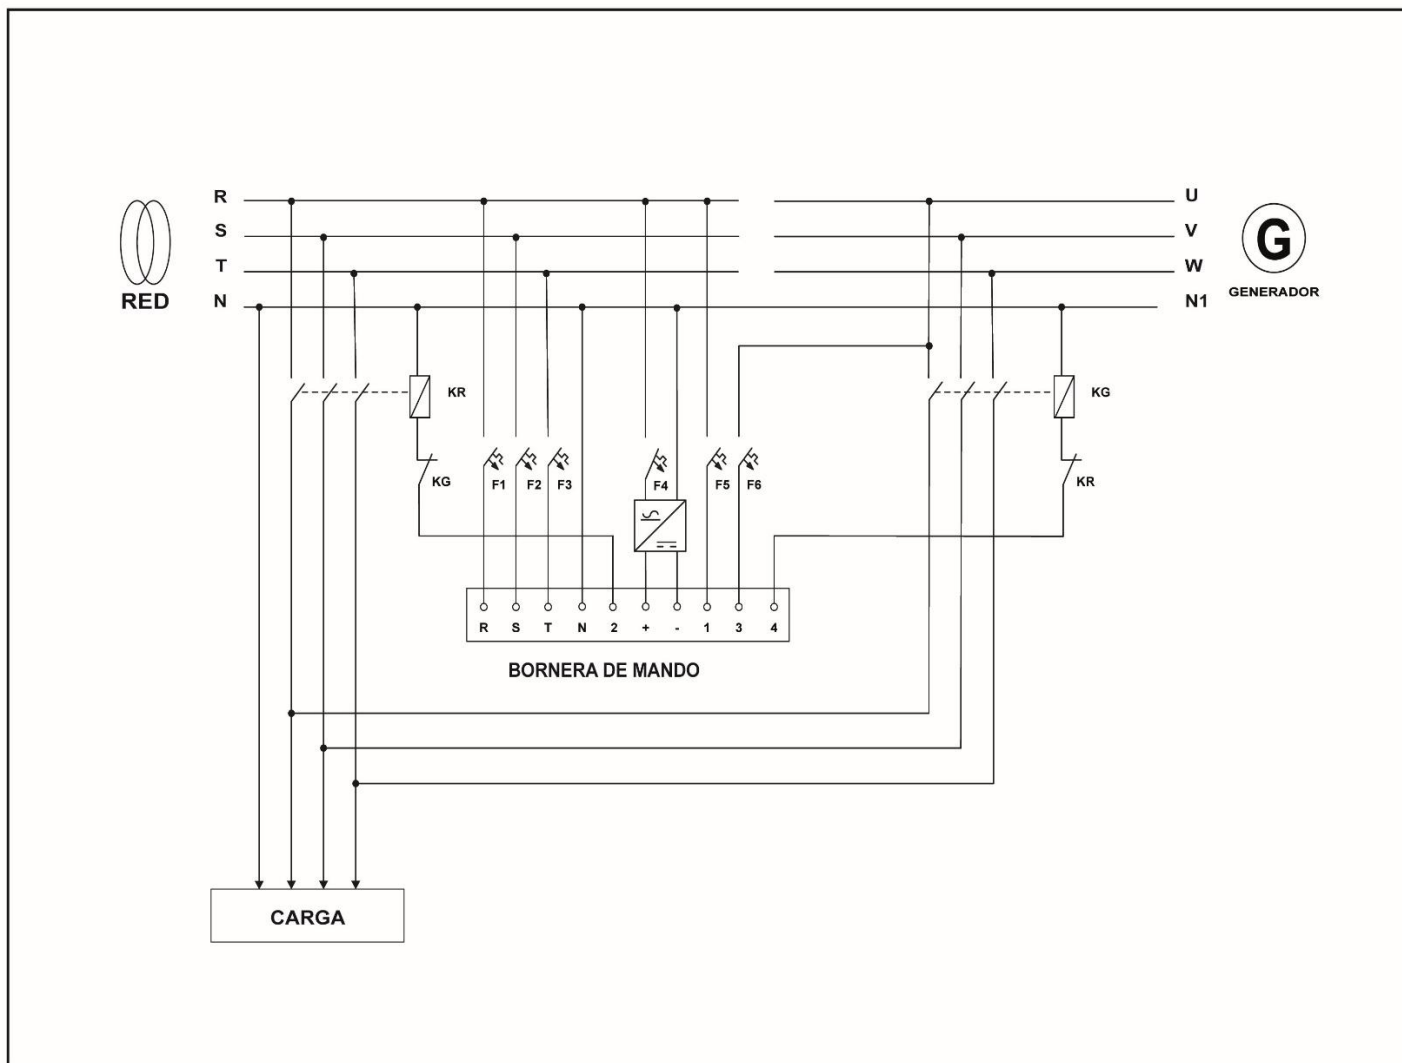 R
U
S
V
G
T
W
RED
N
N1
GENERADOR
KR
KG
KG
F1
F2
F3
F4
F5
F6
KR
R S T N 2 + - 1 3 4
BORNERA DE MANDO
CARGA